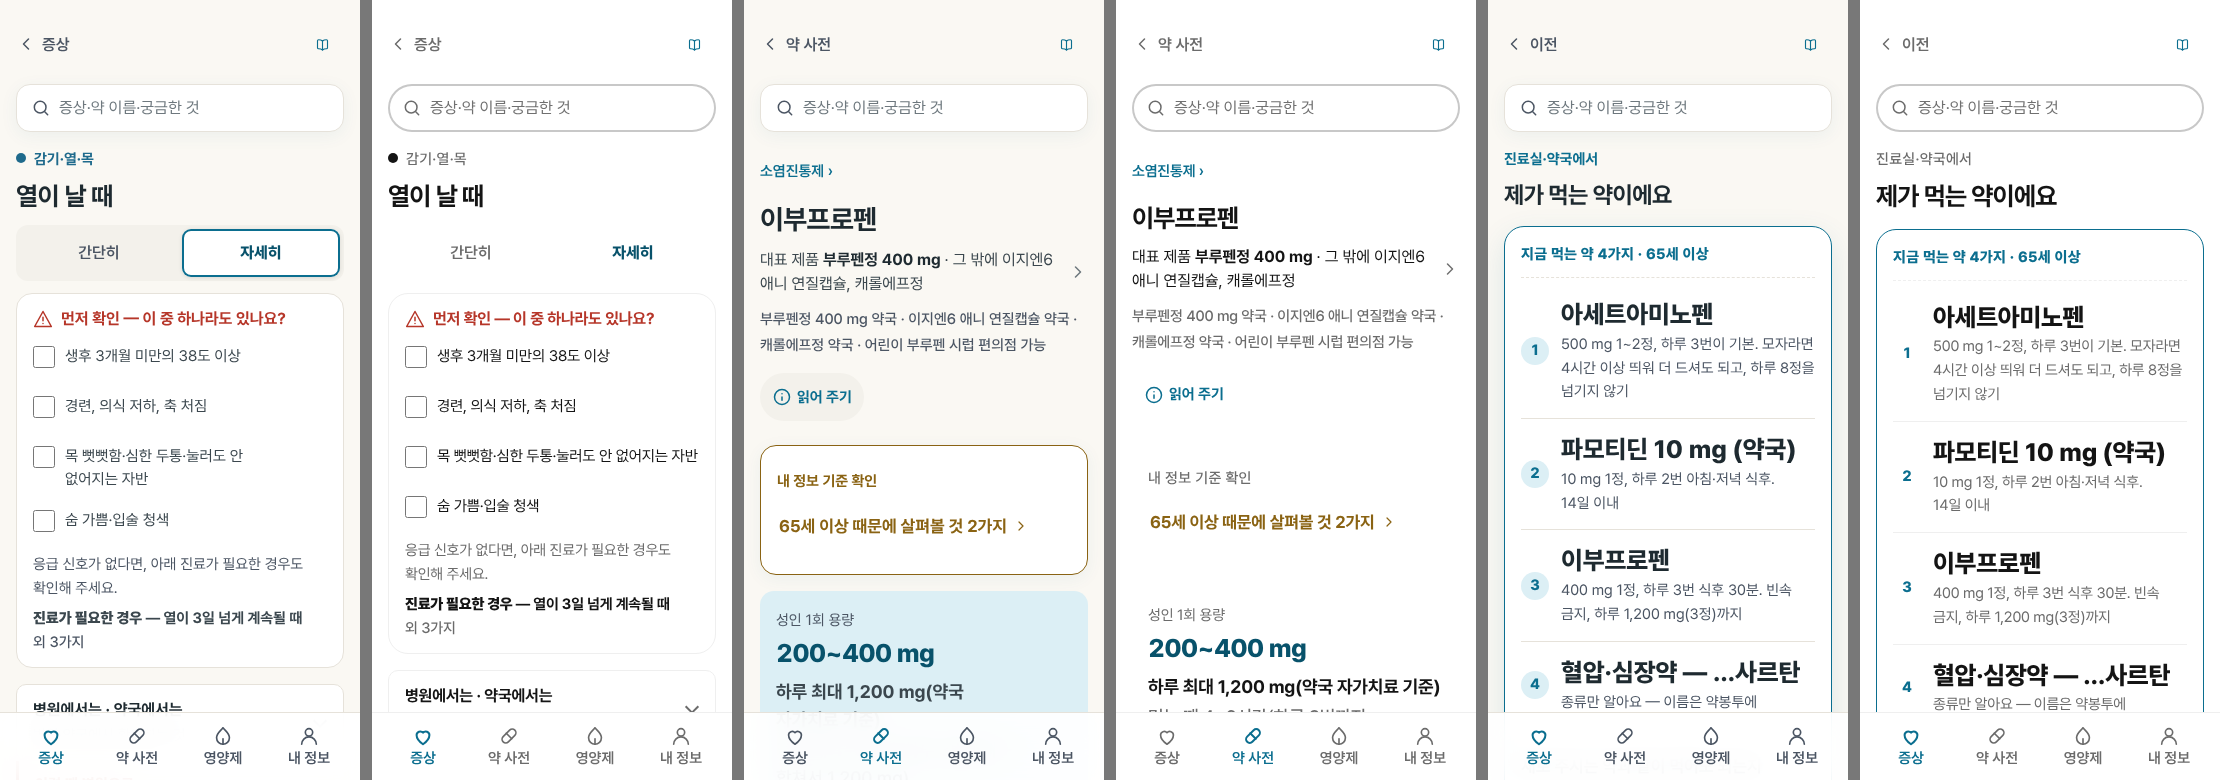 증상
증상·약 이름·궁금한 것
감기·열·목
열이 날 때
간단히 자세히
먼저 확인 — 이 중 하나라도 있나요?
생후 3개월 미만의 38도 이상
경련, 의식 저하, 축 처짐
목 뻣뻣함·심한 두통·눌러도 안
없어지는 자반
숨 가쁨·입술 청색
응급 신호가 없다면, 아래 진료가 필요한 경우도
확인해 주세요.
진료가 필요한 경우 — 열이 3일 넘게 계속될 때
외 3가지
병원에서는 · 약국에서는
증상 약 사전 영양제 내 정보
증상
증상·약 이름·궁금한 것
감기·열·목
열이 날 때
간단히 자세히
먼저 확인 — 이 중 하나라도 있나요?
생후 3개월 미만의 38도 이상
경련, 의식 저하, 축 처짐
목 뻣뻣함·심한 두통·눌러도 안 없어지는 자반
숨 가쁨·입술 청색
응급 신호가 없다면, 아래 진료가 필요한 경우도
확인해 주세요.
진료가 필요한 경우 — 열이 3일 넘게 계속될 때
외 3가지
병원에서는 · 약국에서는
증상 약 사전 영양제 내 정보
약 사전
증상·약 이름·궁금한 것
소염진통제 ›
이부프로펜
대표 제품 부루펜정 400 mg · 그 밖에 이지엔6
애니 연질캡슐, 캐롤에프정
부루펜정 400 mg 약국 · 이지엔6 애니 연질캡슐 약국 ·
캐롤에프정 약국 · 어린이 부루펜 시럽 편의점 가능
읽어 주기
내 정보 기준 확인
65세 이상 때문에 살펴볼 것 2가지
성인 1회 용량
200~400 mg
하루 최대 1,200 mg(약국
증상 약 사전 영양제 내 정보
약 사전
증상·약 이름·궁금한 것
소염진통제 ›
이부프로펜
대표 제품 부루펜정 400 mg · 그 밖에 이지엔6
애니 연질캡슐, 캐롤에프정
부루펜정 400 mg 약국 · 이지엔6 애니 연질캡슐 약국 ·
캐롤에프정 약국 · 어린이 부루펜 시럽 편의점 가능
읽어 주기
내 정보 기준 확인
65세 이상 때문에 살펴볼 것 2가지
성인 1회 용량
200~400 mg
하루 최대 1,200 mg(약국 자가치료 기준)
증상 약 사전 영양제 내 정보
이전
증상·약 이름·궁금한 것
진료실·약국에서
제가 먹는 약이에요
지금 먹는 약 4가지 · 65세 이상
아세트아미노펜
1
500 mg 1~2정, 하루 3번이 기본. 모자라면
4시간 이상 띄워 더 드셔도 되고, 하루 8정을
넘기지 않기
파모티딘 10 mg (약국)
2
10 mg 1정, 하루 2번 아침·저녁 식후.
14일 이내
이부프로펜
3
400 mg 1정, 하루 3번 식후 30분. 빈속
금지, 하루 1,200 mg(3정)까지
혈압·심장약 — …사르탄
4
종류만 알아요 — 이름은 약봉투에
증상 약 사전 영양제 내 정보
이전
증상·약 이름·궁금한 것
진료실·약국에서
제가 먹는 약이에요
지금 먹는 약 4가지 · 65세 이상
아세트아미노펜
1
500 mg 1~2정, 하루 3번이 기본. 모자라면
4시간 이상 띄워 더 드셔도 되고, 하루 8정을
넘기지 않기
파모티딘 10 mg (약국)
2
10 mg 1정, 하루 2번 아침·저녁 식후.
14일 이내
이부프로펜
3
400 mg 1정, 하루 3번 식후 30분. 빈속
금지, 하루 1,200 mg(3정)까지
혈압·심장약 — …사르탄
4
종류만 알아요 — 이름은 약봉투에
증상 약 사전 영양제 내 정보